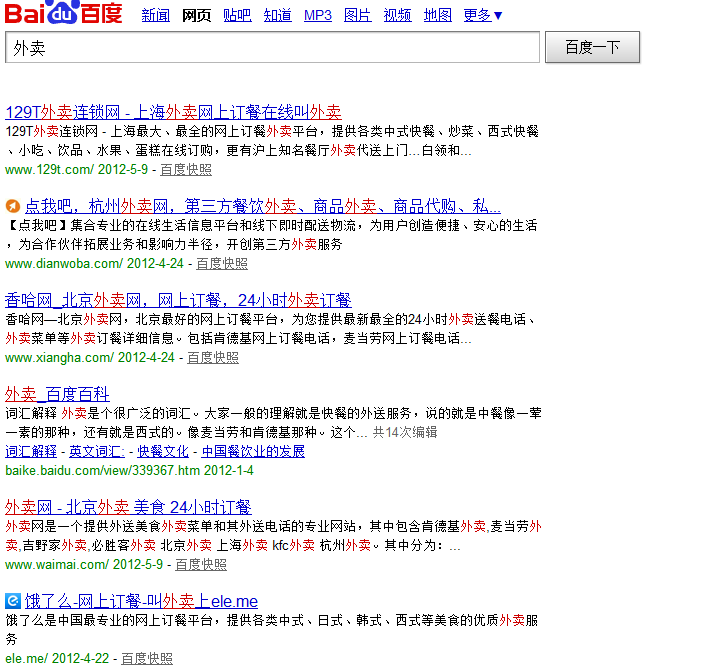 Bai du 百度 新闻 网页 贴吧 知道 MP3 图片 视频 地图 更多▼
外卖 百度一下
129T外卖连锁网 - 上海外卖网上订餐在线叫外卖
129T外卖连锁网 - 上海最大、最全的网上订餐外卖平台，提供各类中式快餐、炒菜、西式快餐
、小吃、饮品、水果、蛋糕在线订购，更有沪上知名餐厅外卖代送上门...白领和...
www.129t.com/ 2012-5-9 - 百度快照
点我吧，杭州外卖网，第三方餐饮外卖、商品外卖、商品代购、私...
【点我吧】集合专业的在线生活信息平台和线下即时配送物流，为用户创造便捷、安心的生活
，为合作伙伴拓展业务和影响力半径，开创第三方外卖服务
www.dianwoba.com/ 2012-4-24 - 百度快照
香哈网_北京外卖网，网上订餐，24小时外卖订餐
香哈网—北京外卖网，北京最好的网上订餐平台，为您提供最新最全的24小时外卖送餐电话、
外卖菜单等外卖订餐详细信息。包括肯德基网上订餐电话，麦当劳网上订餐电话...
www.xiangha.com/ 2012-4-24 - 百度快照
外卖_百度百科
词汇解释 外卖是个很广泛的词汇。大家一般的理解就是快餐的外送服务，说的就是中餐像一荤
一素的那种，还有就是西式的。像麦当劳和肯德基那种。这个... 共14次编辑
词汇解释 - 英文词汇: - 快餐文化 - 中国餐饮业的发展
baike.baidu.com/view/339367.htm 2012-1-4
外卖网 - 北京外卖 美食 24小时订餐
外卖网是一个提供外送美食外卖菜单和其外送电话的专业网站，其中包含肯德基外卖,麦当劳外
卖,吉野家外卖,必胜客外卖 北京外卖 上海外卖 kfc外卖 杭州外卖。其中分为：...
www.waimai.com/ 2012-5-9 - 百度快照
饿了么-网上订餐-叫外卖上ele.me
饿了么是中国最专业的网上订餐平台，提供各类中式、日式、韩式、西式等美食的优质外卖服
务
ele.me/ 2012-4-22 - 百度快照